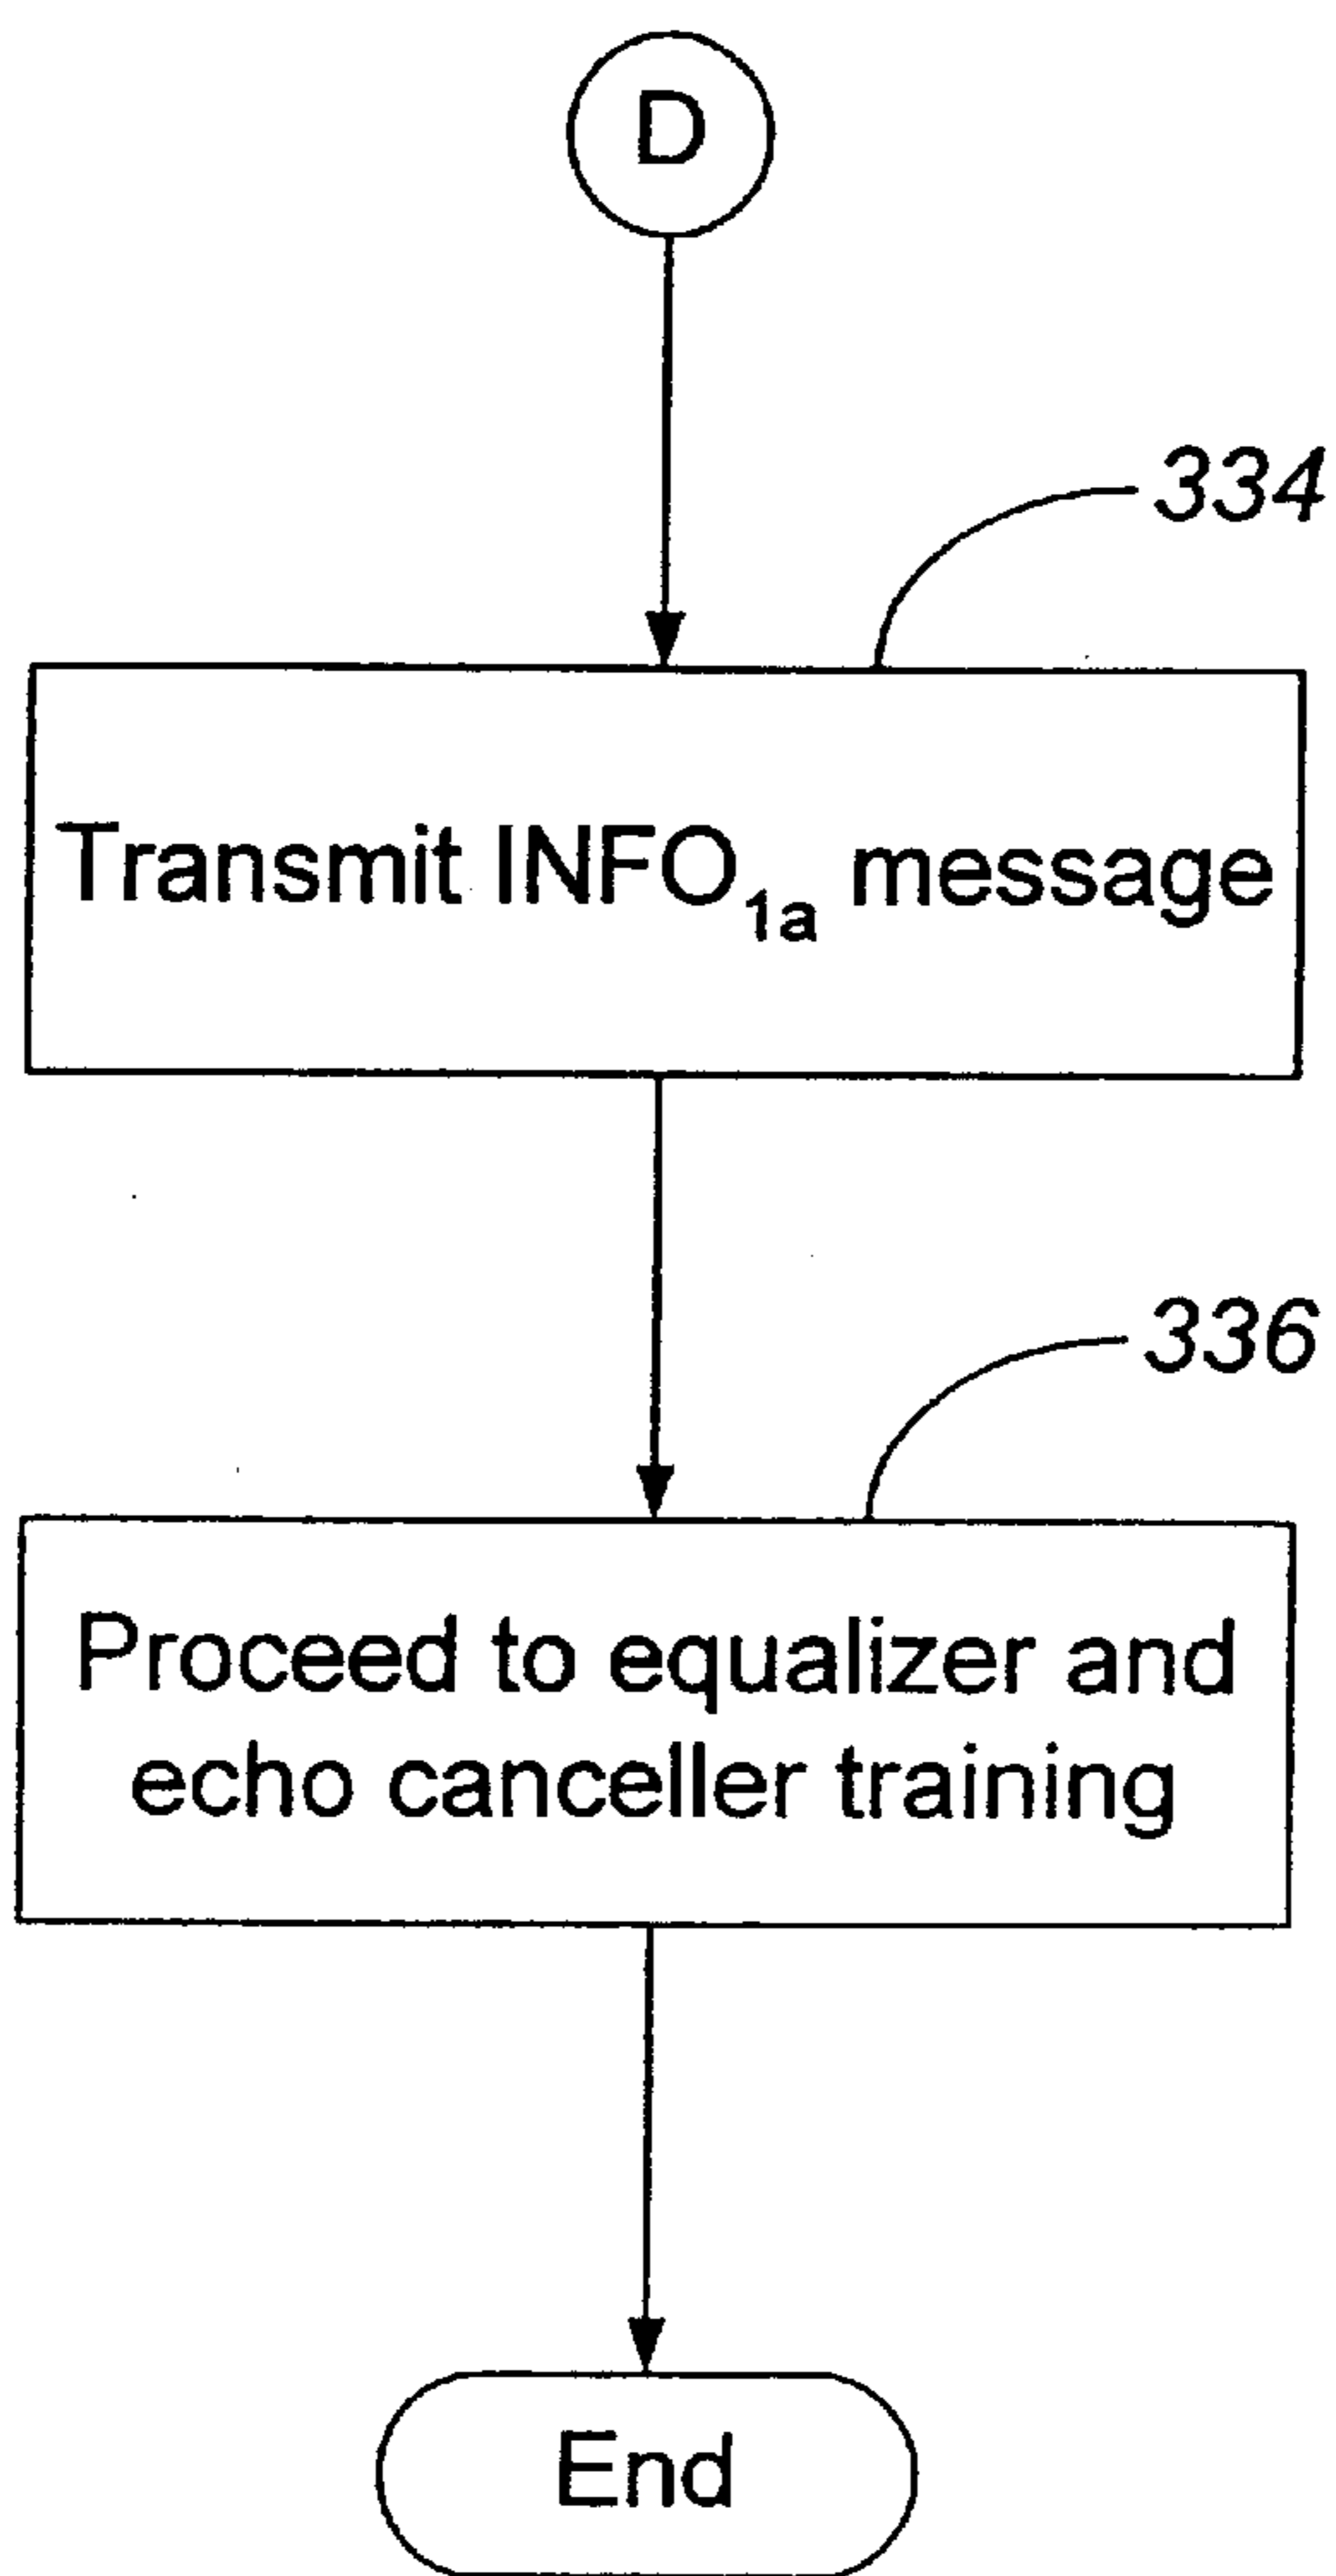 D
334
Transmit INFO₁ₐ message
336
Proceed to equalizer and
echo canceller training
End